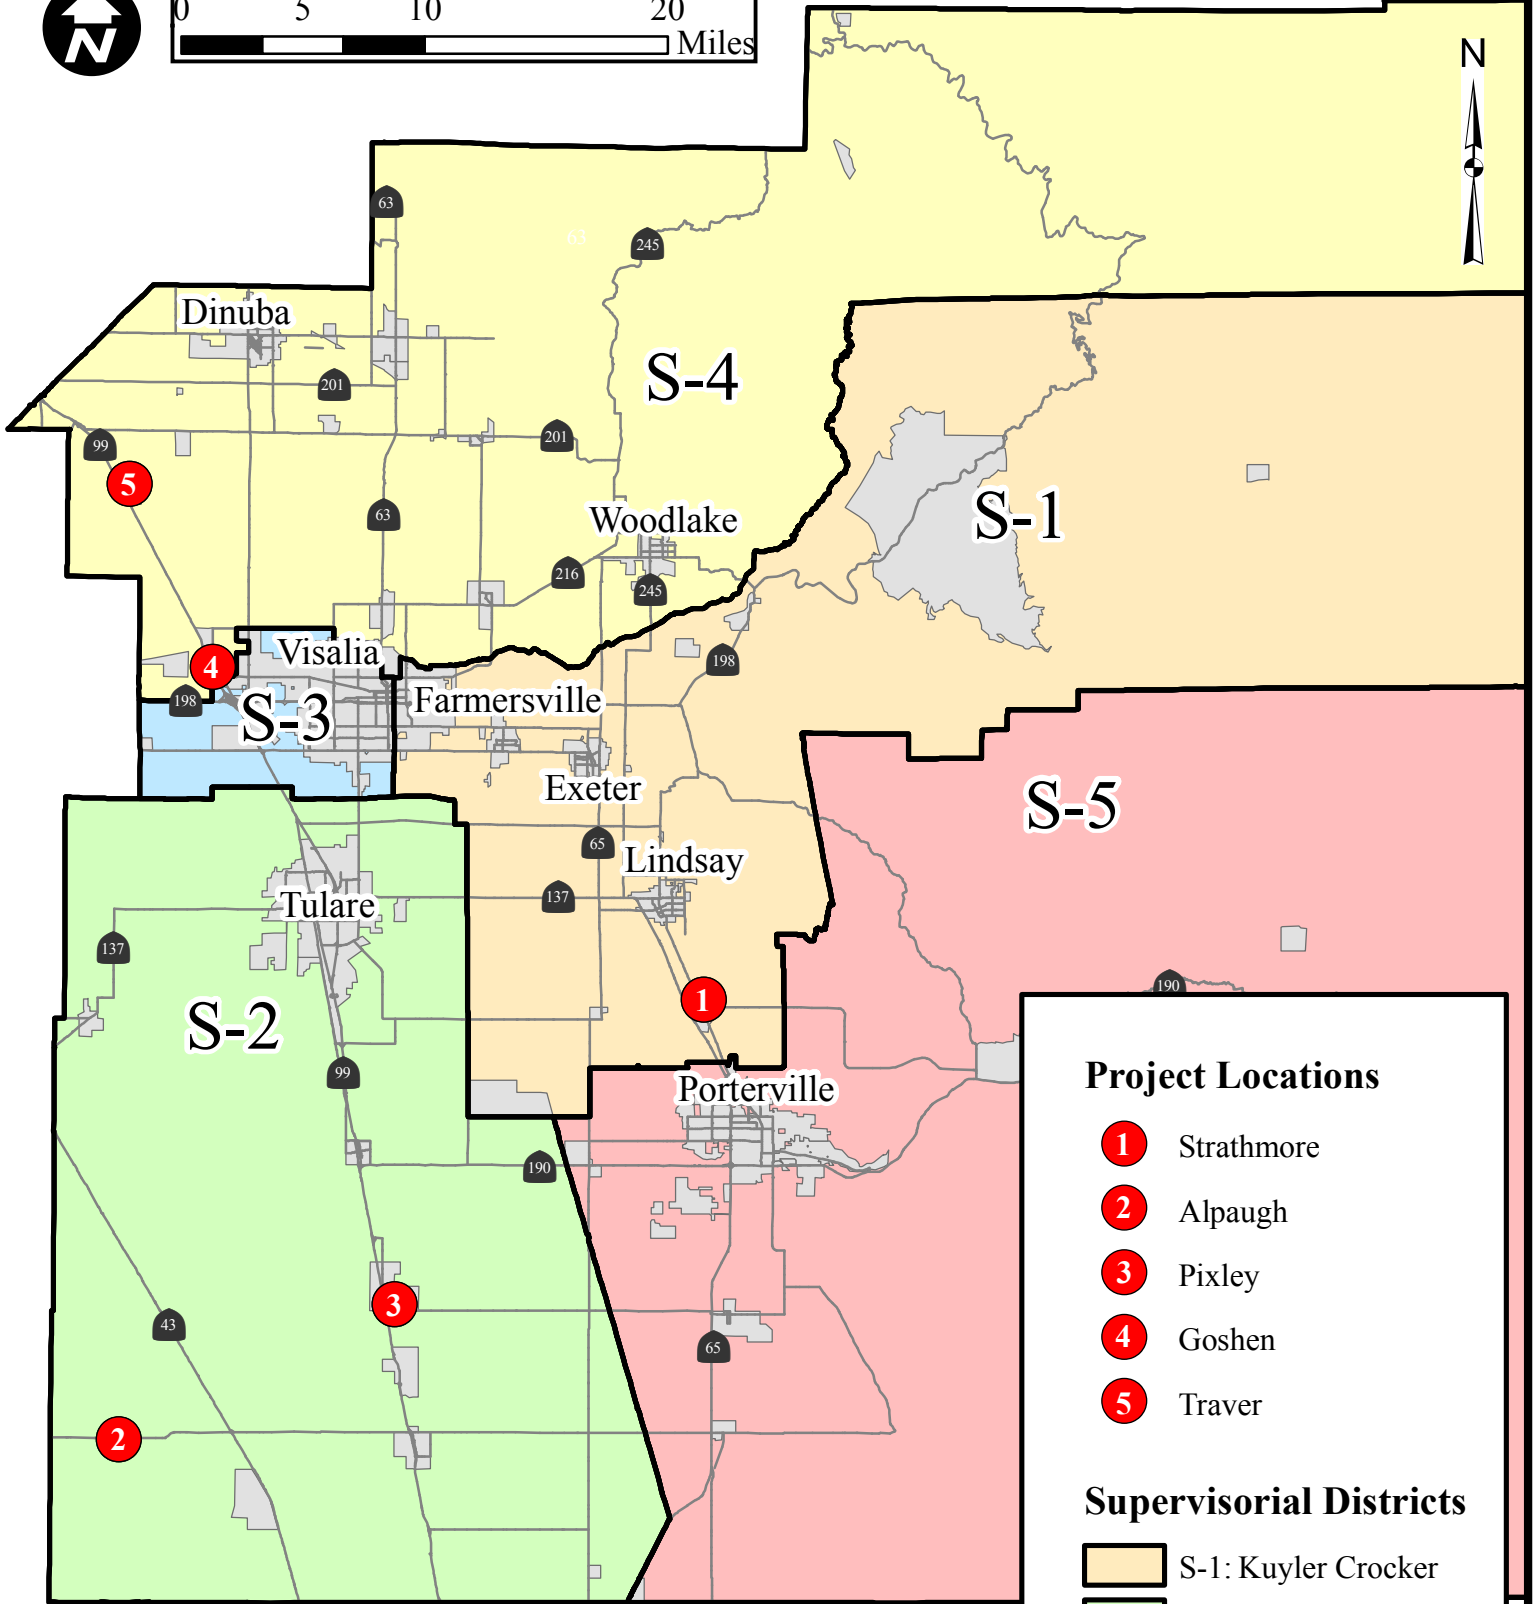 0 5 10 20
Miles
N
N
63
63
245
Dinuba
S-4
201
201
99
5
S-1
63
Woodlake
216
245
Visalia
4
198
198
Farmersville
S-3
Exeter
S-5
65
Lindsay
137
Tulare
137
190
1
S-2
99
Porterville
190
3
43
65
2
Project Locations
1 Strathmore
2 Alpaugh
3 Pixley
4 Goshen
5 Traver
Supervisorial Districts
S-1: Kuyler Crocker